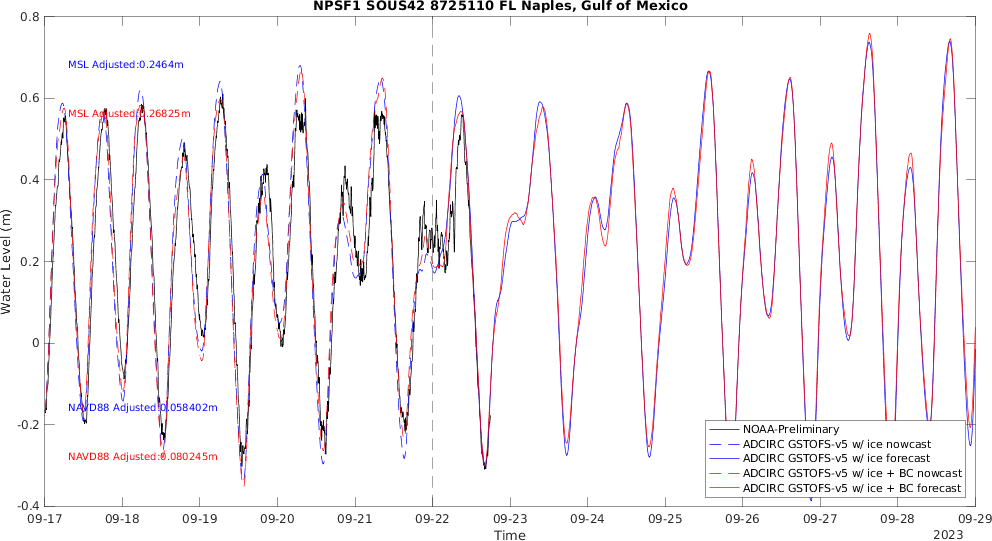 NPSF1 SOUS42 8725110 FL Naples, Gulf of Mexico
0.8
0.6
0.4
0.2
0
-0.2
-0.4
Water Level (m)
MSL Adjusted:0.2464m
MSL Adjusted:0.26825m
NAVD88 Adjusted:0.058402m
NAVD88 Adjusted:0.080245m
NOAA-Preliminary
ADCIRC GSTOFS-v5 w/ ice nowcast
ADCIRC GSTOFS-v5 w/ ice forecast
ADCIRC GSTOFS-v5 w/ ice + BC nowcast
ADCIRC GSTOFS-v5 w/ ice + BC forecast
09-17 09-18 09-19 09-20 09-21 09-22 09-23 09-24 09-25 09-26 09-27 09-28 09-29
Time
2023